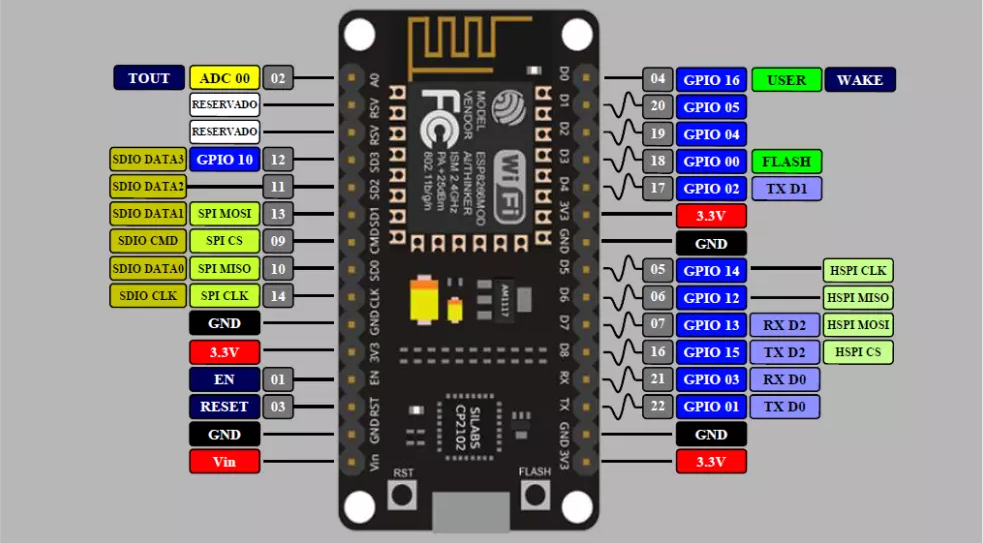 TOUT ADC 00 02
RESERVADO
RESERVADO
SDIO DATA3 GPIO 10 12
SDIO DATA2 11
SDIO DATA1 SPI MOSI 13
SDIO CMD SPI CS 09
SDIO DATA0 SPI MISO 10
SDIO CLK SPI CLK 14
GND
3.3V
EN 01
RESET 03
GND
Vin
A0
RSV
RSV
SD3
SD2
SD1
CMD
SD0
CLK
GND
3V3
EN
RST
GND
Vin
MODEL ESP8266MOD
VENDOR AI/THINKER
ISM 2.4GHz
PA +25dBm
802.11b/g/n
FC
Wi Fi
AM1117
SILABS
CP2102
RST
FLASH
D0
D1
D2
D3
D4
3V3
GND
D5
D6
D7
D8
RX
TX
GND
3V3
04 GPIO 16 USER WAKE
20 GPIO 05
19 GPIO 04
18 GPIO 00 FLASH
17 GPIO 02 TX D1
3.3V
GND
05 GPIO 14 HSPI CLK
06 GPIO 12 HSPI MISO
07 GPIO 13 RX D2 HSPI MOSI
16 GPIO 15 TX D2 HSPI CS
21 GPIO 03 RX D0
22 GPIO 01 TX D0
GND
3.3V